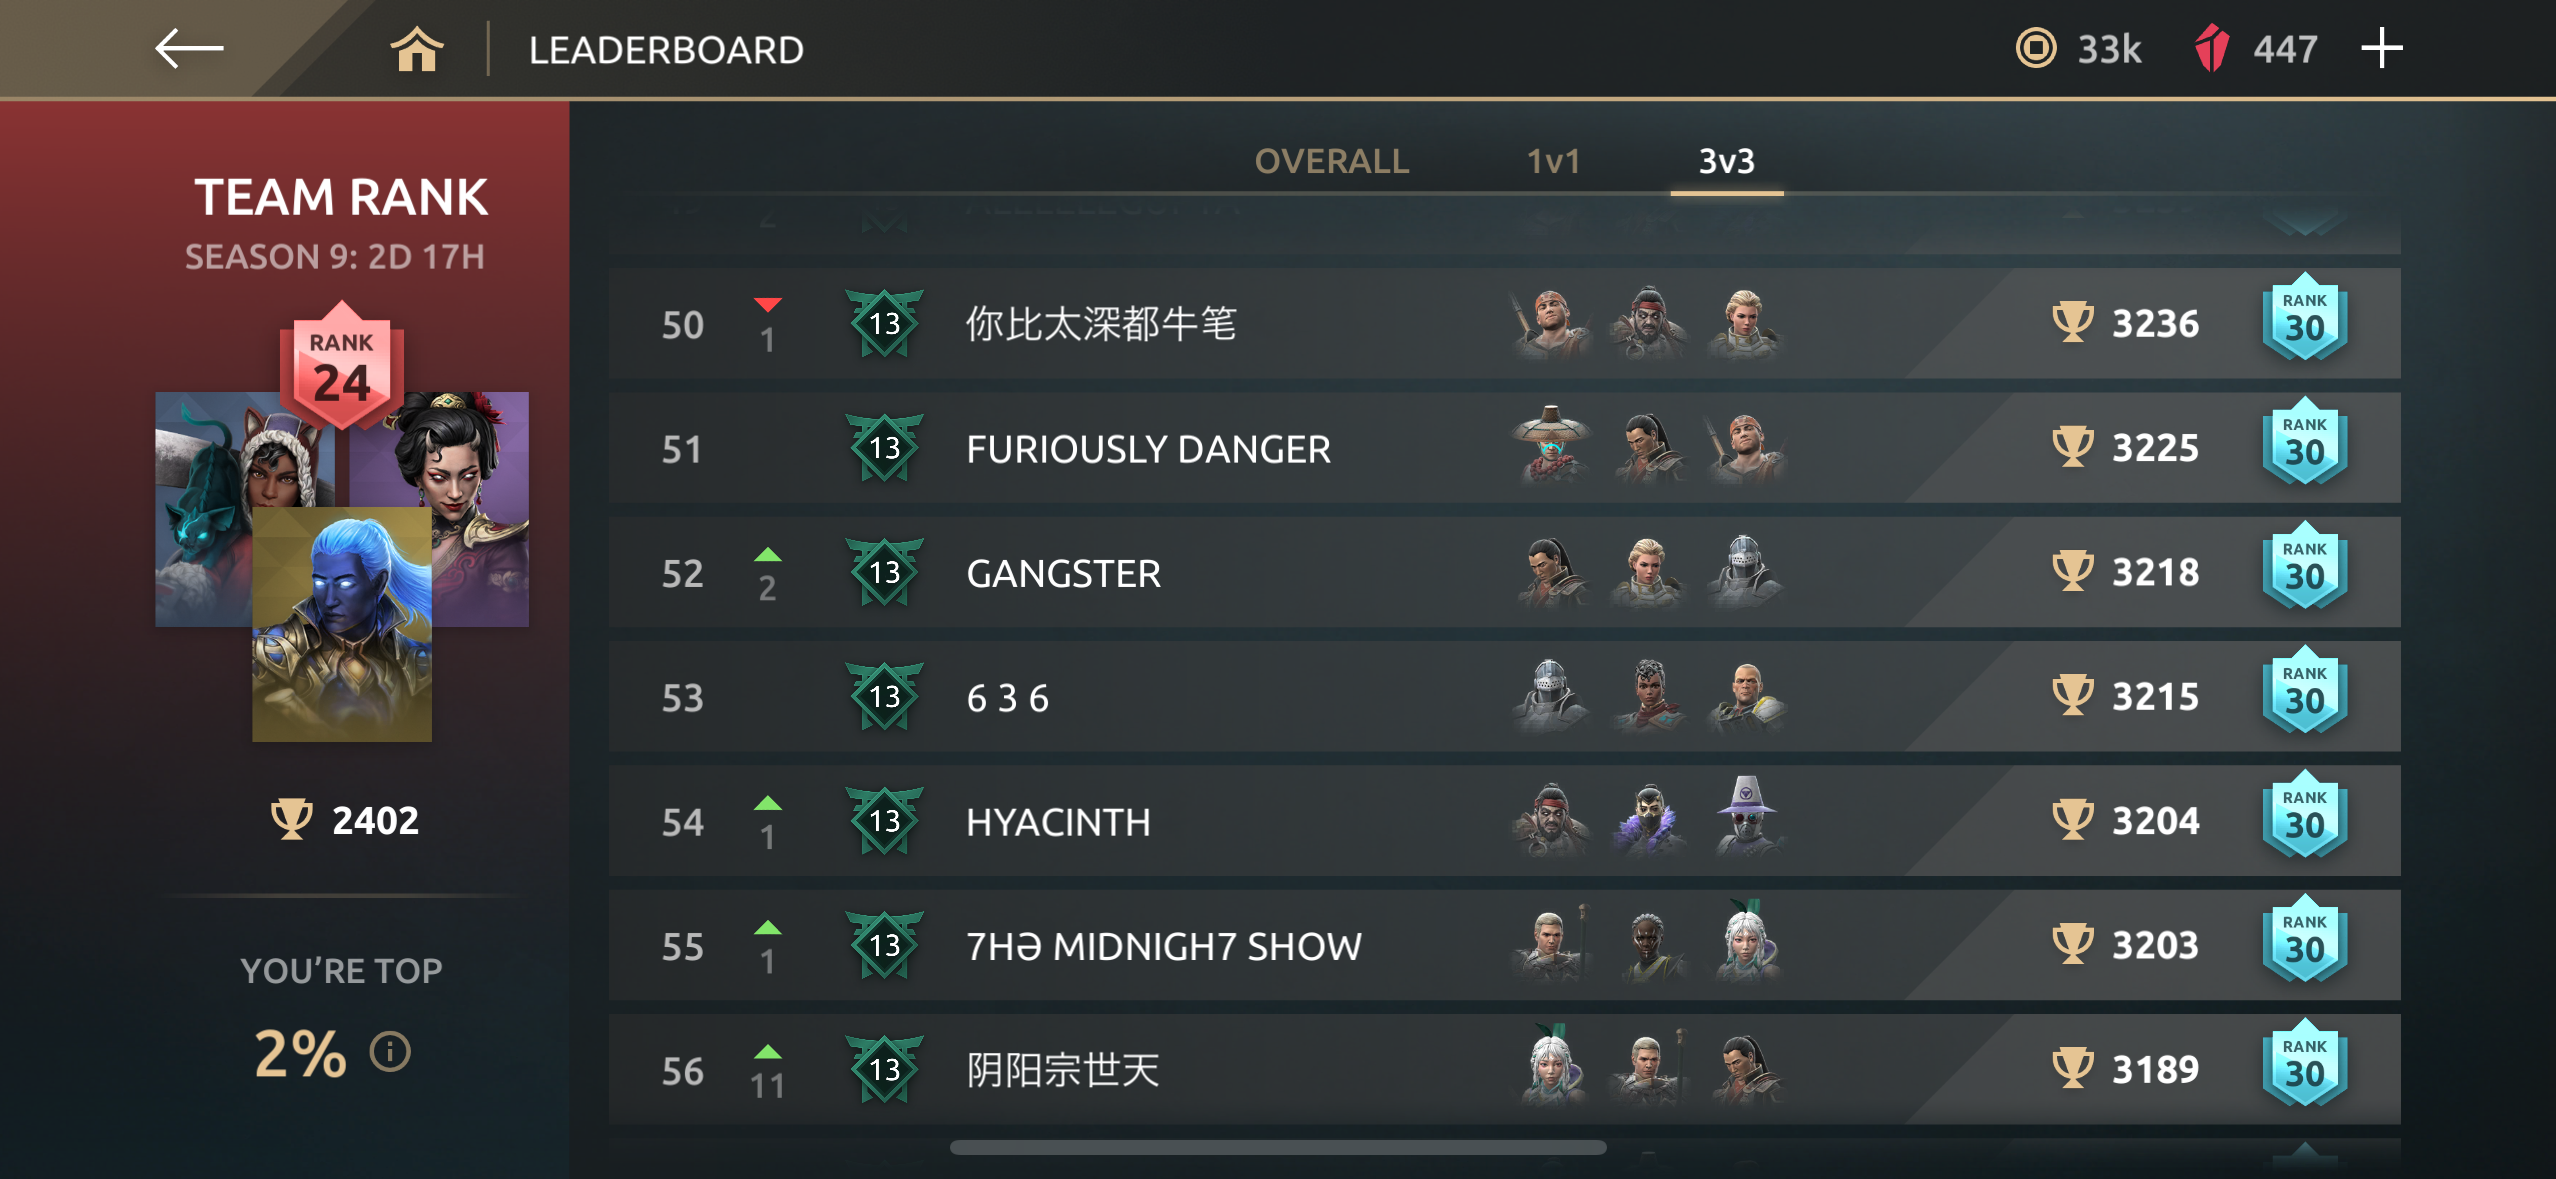 LEADERBOARD
33k
447
TEAM RANK
SEASON 9: 2D 17H
RANK
24
2402
YOU'RE TOP
2%
OVERALL 1v1 3v3
50 1 13 你比太深都牛笔 3236 RANK 30
51 13 FURIOUSLY DANGER 3225 RANK 30
52 2 13 GANGSTER 3218 RANK 30
53 13 6 3 6 3215 RANK 30
54 1 13 HYACINTH 3204 RANK 30
55 1 13 7HƏ MIDNIGH7 SHOW 3203 RANK 30
56 11 13 阴阳宗世天 3189 RANK 30